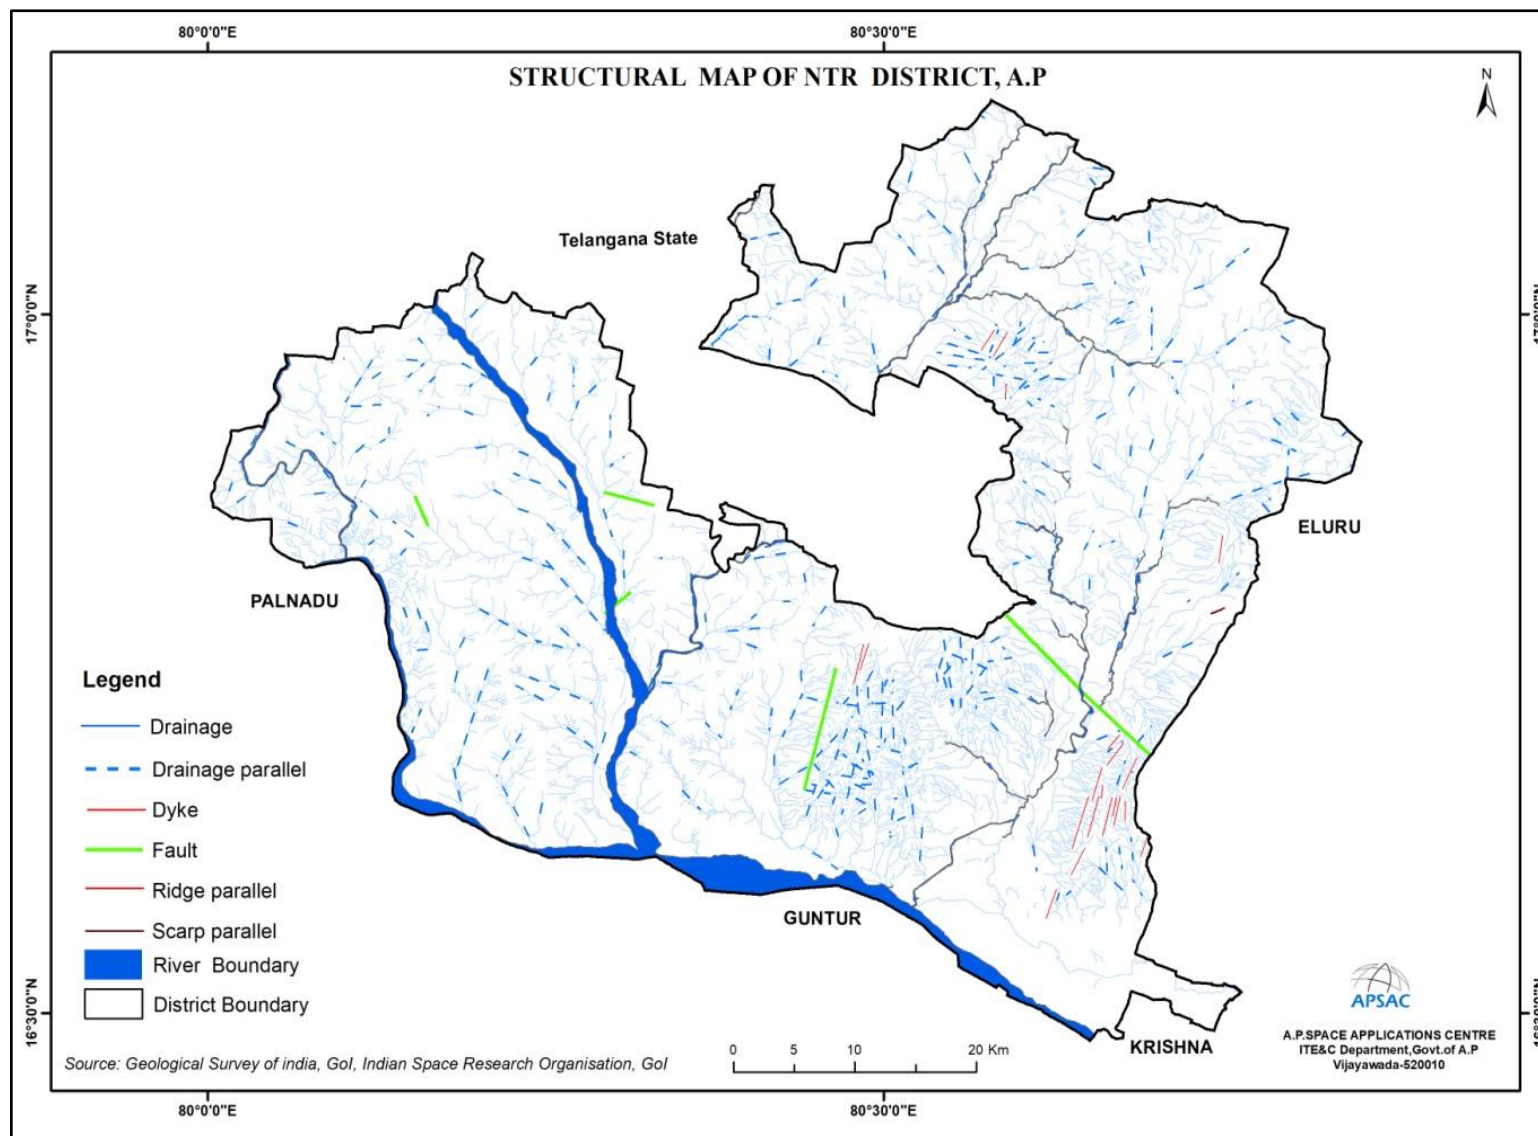 80°0'0"E
80°30'0"E
STRUCTURAL MAP OF NTR DISTRICT, A.P
N
Telangana State
17°0'0"N
ELURU
PALNADU
Legend
Drainage
Drainage parallel
Dyke
Fault
Ridge parallel
Scarp parallel
River Boundary
District Boundary
GUNTUR
KRISHNA
16°30'0"N
APSAC
A.P.SPACE APPLICATIONS CENTRE
ITE&C Department,Govt.of A.P
Vijayawada-520010
Source: Geological Survey of india, GoI, Indian Space Research Organisation, GoI
0 5 10 20 Km
80°0'0"E
80°30'0"E